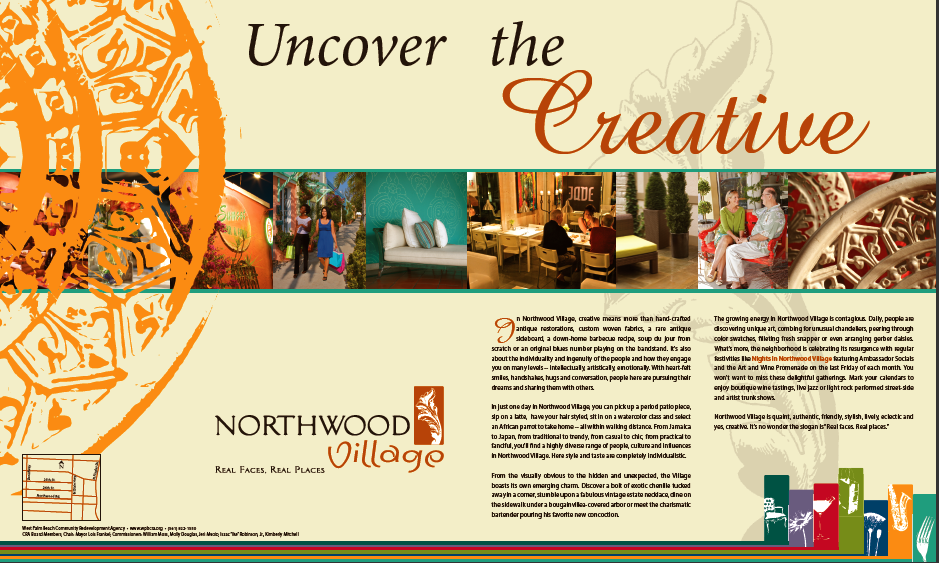 Uncover the
Creative
JADE
In Northwood Village, creative means more than hand-crafted
antique restorations, custom woven fabrics, a rare antique
sideboard, a down-home barbecue recipe, soup du jour from
scratch or an original blues number playing on the bandstand. It's also
about the individuality and ingenuity of the people and how they engage
you on many levels – intellectually, artistically, emotionally. With heart-felt
smiles, handshakes, hugs and conversation, people here are pursuing their
dreams and sharing them with others.
In just one day in Northwood Village, you can pick up a period patio piece,
sip on a latte, have your hair styled, sit in on a watercolor class and select
an African parrot to take home – all within walking distance. From Jamaica
to Japan, from traditional to trendy, from casual to chic, from practical to
fanciful, you'll find a highly diverse range of people, culture and influences
in Northwood Village. Here style and taste are completely individualistic.
From the visually obvious to the hidden and unexpected, the Village
boasts its own emerging charm. Discover a bolt of exotic chenille tucked
away in a corner, stumble upon a fabulous vintage estate necklace, dine on
the sidewalk under a bougainvillea-covered arbor or meet the charismatic
bartender pouring his favorite new concoction.
The growing energy in Northwood Village is contagious. Daily, people are
discovering unique art, combing for unusual chandeliers, peering through
color swatches, filleting fresh snapper or even arranging gerber daisies.
What's more, the neighborhood is celebrating its resurgence with regular
festivities like Nights in Northwood Village featuring Ambassador Socials
and the Art and Wine Promenade on the last Friday of each month. You
won't want to miss these delightful gatherings. Mark your calendars to
enjoy boutique wine tastings, live jazz or light rock performed street-side
and artist trunk shows.
Northwood Village is quaint, authentic, friendly, stylish, lively, eclectic and
yes, creative. It's no wonder the slogan is "Real faces. Real places."
NORTHWOOD
Village
REAL FACES, REAL PLACES
West Palm Beach Community Redevelopment Agency • www.wpbcra.org •
CRA Board Members; Chair: Mayor Lois Frankel; Commissioners: William Moss, Molly Douglas, Jeri Muoio, Isaac "Ike" Robinson, Jr., Kimberly Mitchell